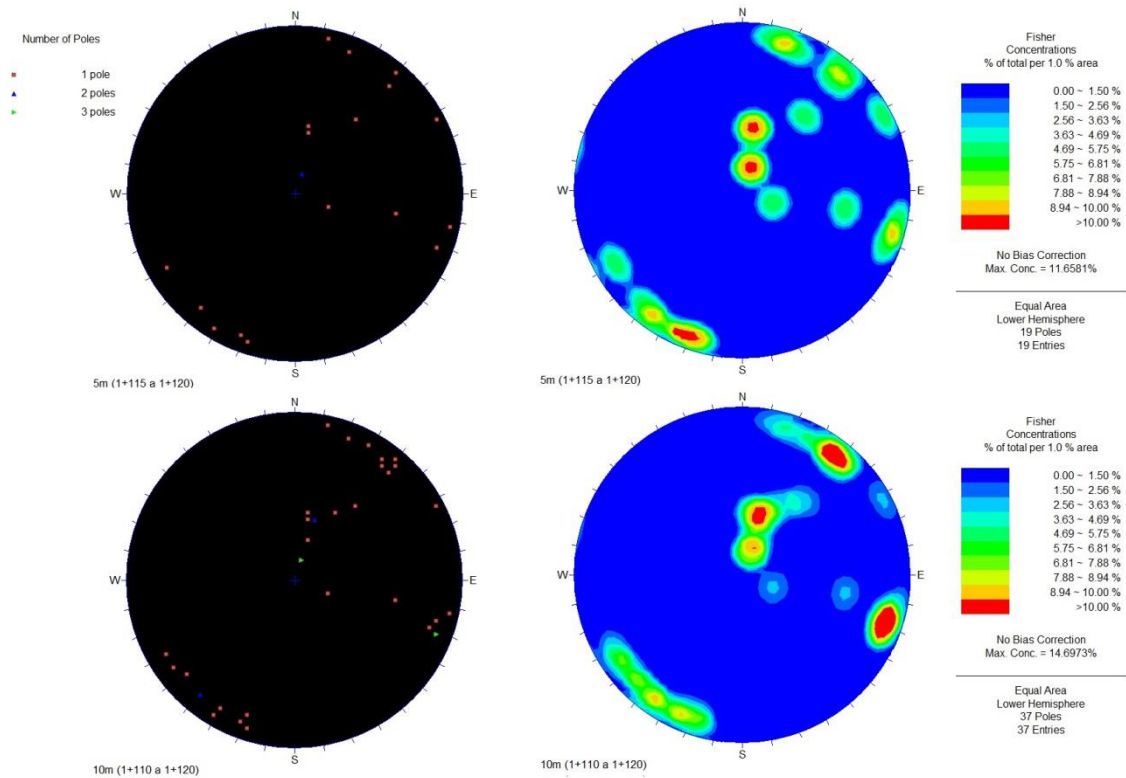 Number of Poles
1 pole
2 poles
3 poles
N
W
E
S
5m (1+115 a 1+120)
N
W
E
S
5m (1+115 a 1+120)
Fisher
Concentrations
% of total per 1.0 % area
0.00 ~ 1.50 %
1.50 ~ 2.56 %
2.56 ~ 3.63 %
3.63 ~ 4.69 %
4.69 ~ 5.75 %
5.75 ~ 6.81 %
6.81 ~ 7.88 %
7.88 ~ 8.94 %
8.94 ~ 10.00 %
>10.00 %
No Bias Correction
Max. Conc. = 11.6581%
Equal Area
Lower Hemisphere
19 Poles
19 Entries
N
W
E
S
10m (1+110 a 1+120)
N
W
E
S
10m (1+110 a 1+120)
Fisher
Concentrations
% of total per 1.0 % area
0.00 ~ 1.50 %
1.50 ~ 2.56 %
2.56 ~ 3.63 %
3.63 ~ 4.69 %
4.69 ~ 5.75 %
5.75 ~ 6.81 %
6.81 ~ 7.88 %
7.88 ~ 8.94 %
8.94 ~ 10.00 %
>10.00 %
No Bias Correction
Max. Conc. = 14.6973%
Equal Area
Lower Hemisphere
37 Poles
37 Entries